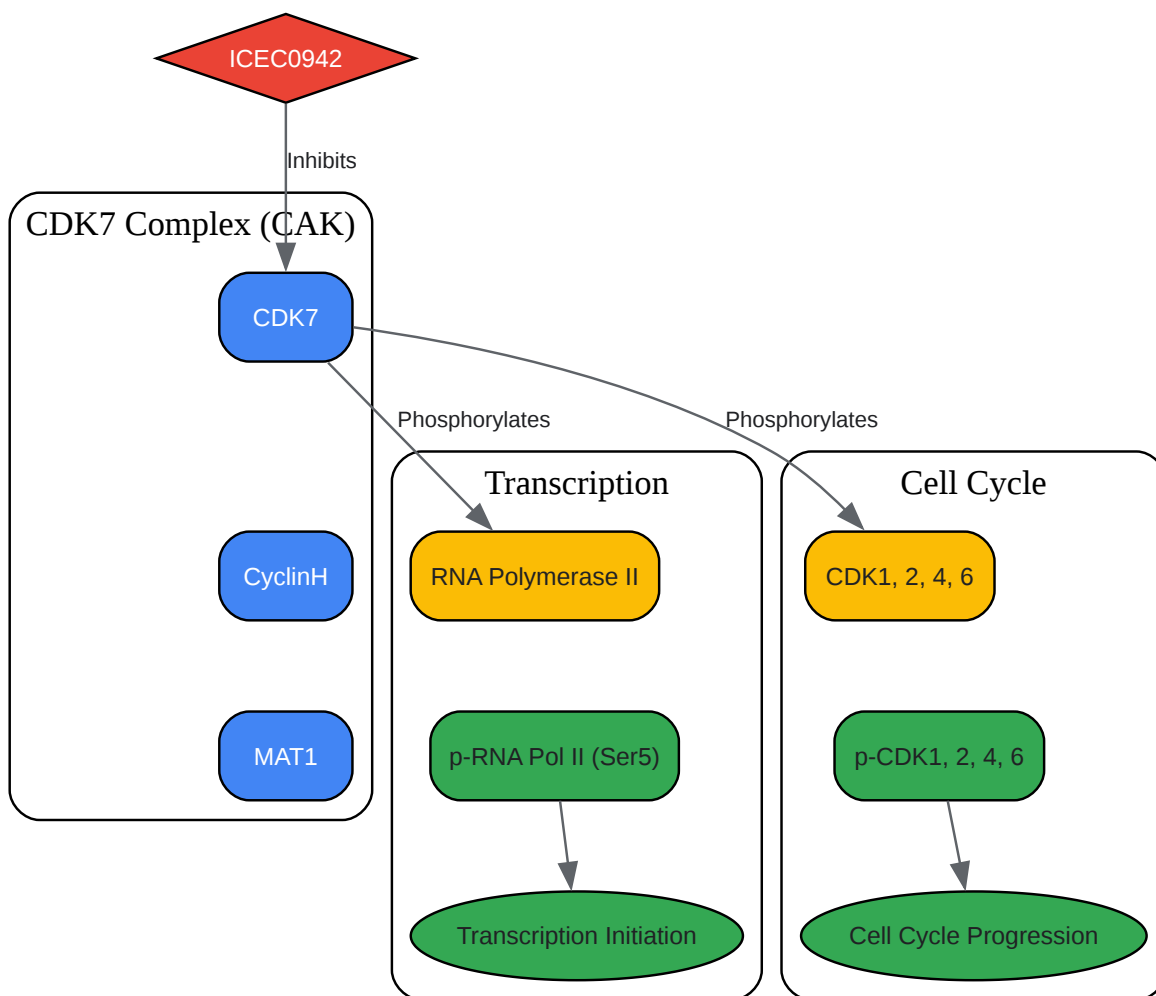 ICEC0942
Inhibits
CDK7 Complex (CAK)
CDK7
Phosphorylates
Phosphorylates
Transcription
Cell Cycle
CyclinH
RNA Polymerase II
CDK1, 2, 4, 6
MAT1
p-RNA Pol II (Ser5)
p-CDK1, 2, 4, 6
Transcription Initiation
Cell Cycle Progression